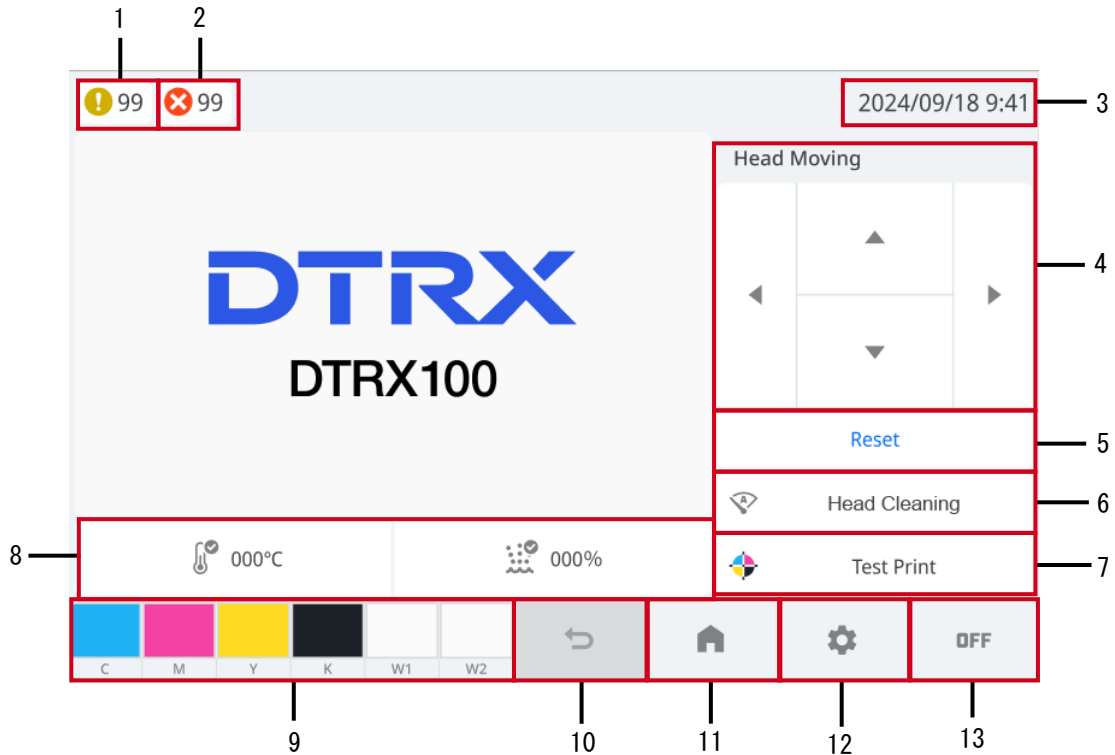 1 2
99 99 2024/09/18 9:41 3
Head Moving
4
DTRX
DTRX100
Reset 5
Head Cleaning 6
8 000°C 000% Test Print 7
OFF
C M Y K W1 W2
9 10 11 12 13